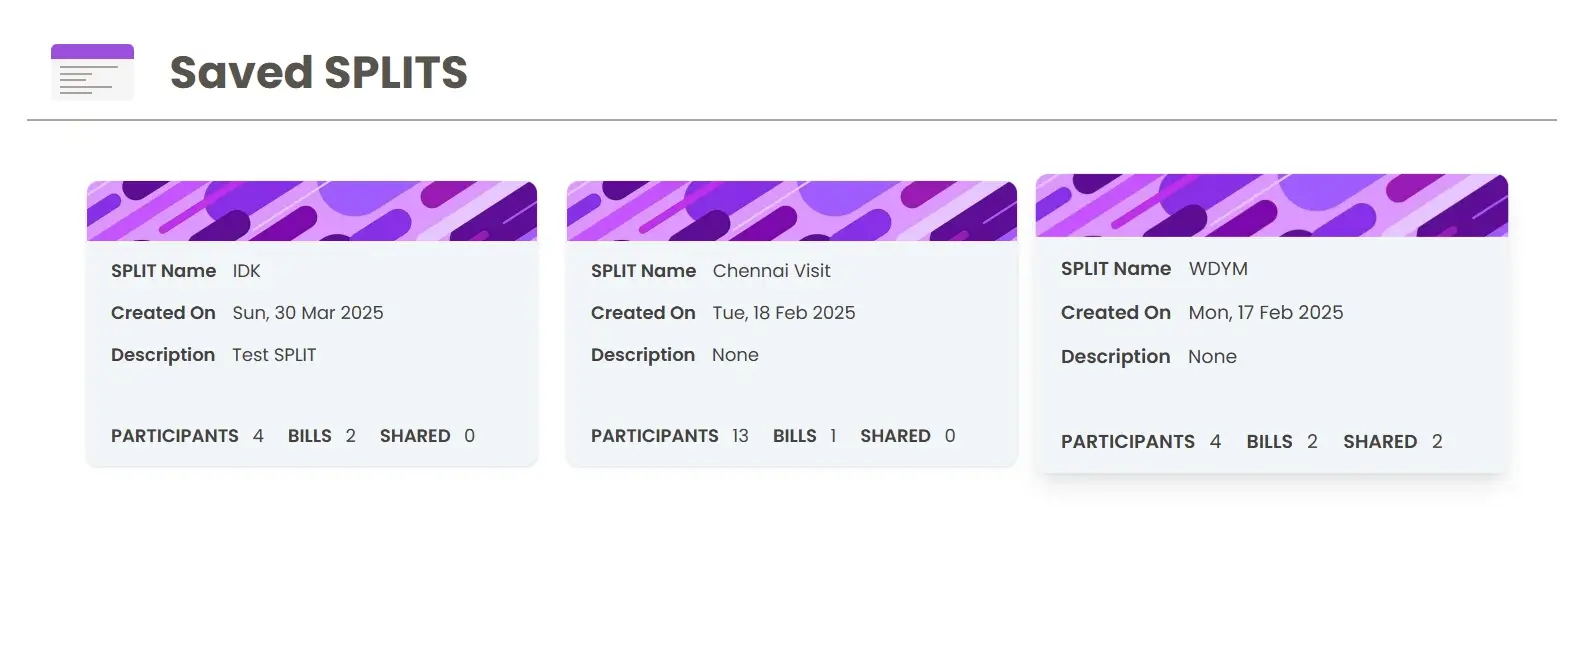 Saved SPLITS
SPLIT Name IDK
Created On Sun, 30 Mar 2025
Description Test SPLIT
PARTICIPANTS 4 BILLS 2 SHARED 0
SPLIT Name Chennai Visit
Created On Tue, 18 Feb 2025
Description None
PARTICIPANTS 13 BILLS 1 SHARED 0
SPLIT Name WDYM
Created On Mon, 17 Feb 2025
Description None
PARTICIPANTS 4 BILLS 2 SHARED 2